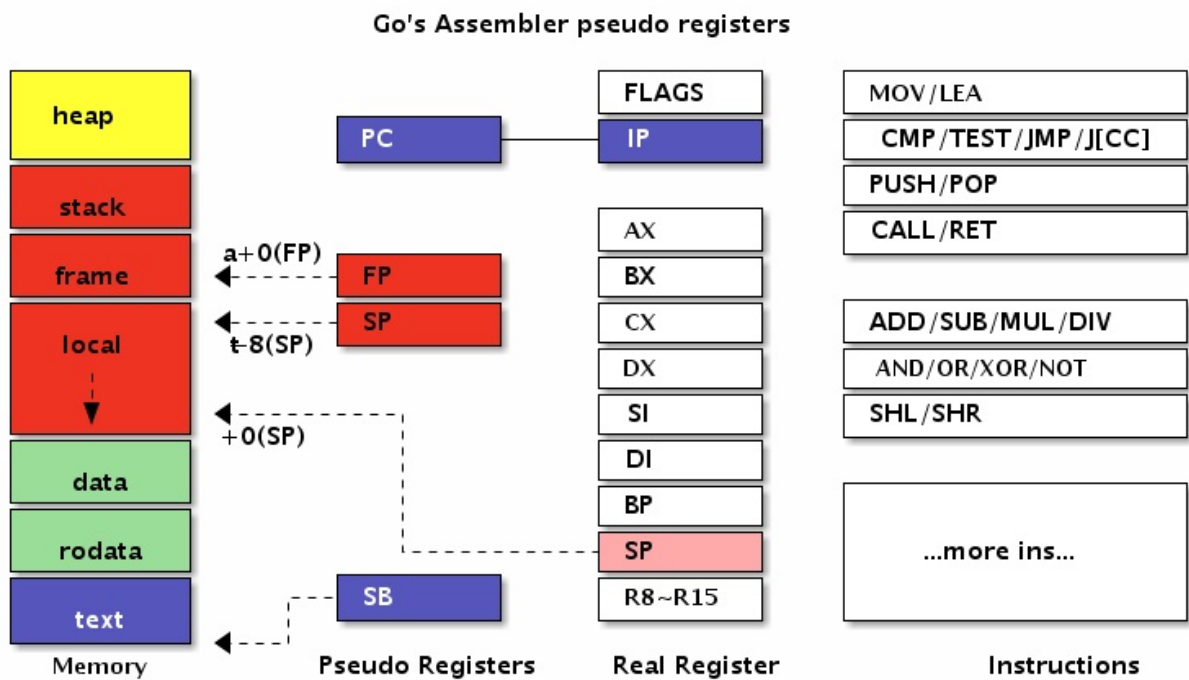 Go's Assembler pseudo registers
heap
stack
frame
local
data
rodata
text
Memory
PC
a+0(FP)
FP
SP
t-8(SP)
+0(SP)
SB
Pseudo Registers
FLAGS
IP
AX
BX
CX
DX
SI
DI
BP
SP
R8~R15
Real Register
MOV/LEA
CMP/TEST/JMP/J[CC]
PUSH/POP
CALL/RET
ADD/SUB/MUL/DIV
AND/OR/XOR/NOT
SHL/SHR
...more ins...
Instructions